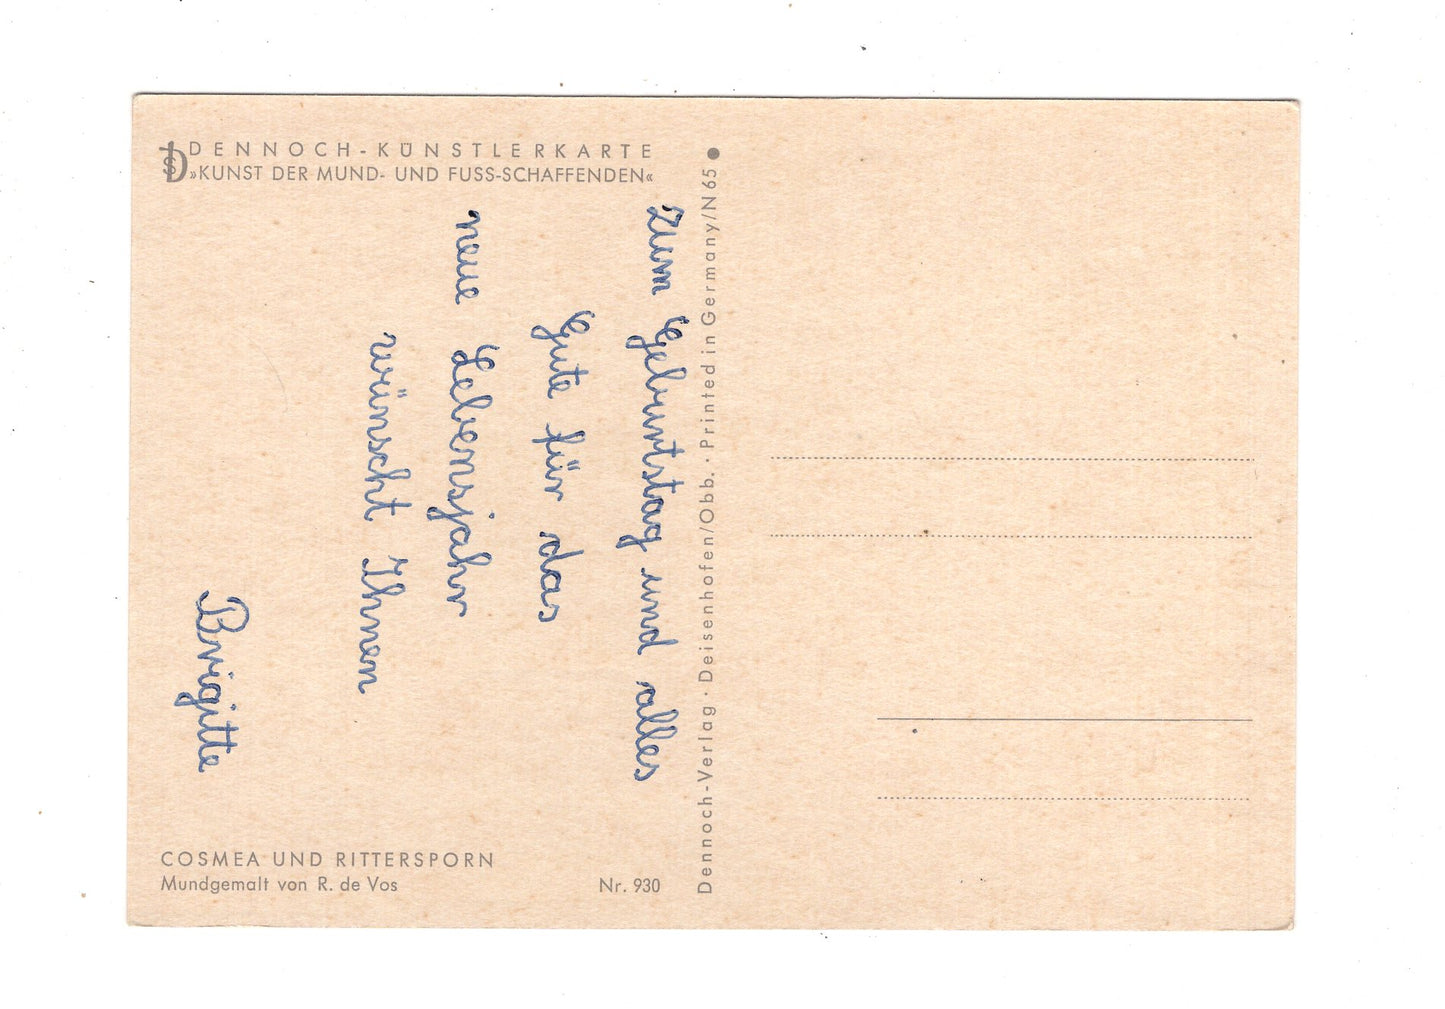 DENNOCH-KÜNSTLERKARTE
»KUNST DER MUND- UND FUSS-SCHAFFENDEN«
Zum Geburtstag und alles
Gute für das
neue Lebensjahr
wünscht Ihnen
Brigitte
COSMEA UND RITTERSPORN
Mundgemalt von R. de Vos
Nr. 930
Dennoch-Verlag · Deisenhofen/Obb. · Printed in Germany/N 65